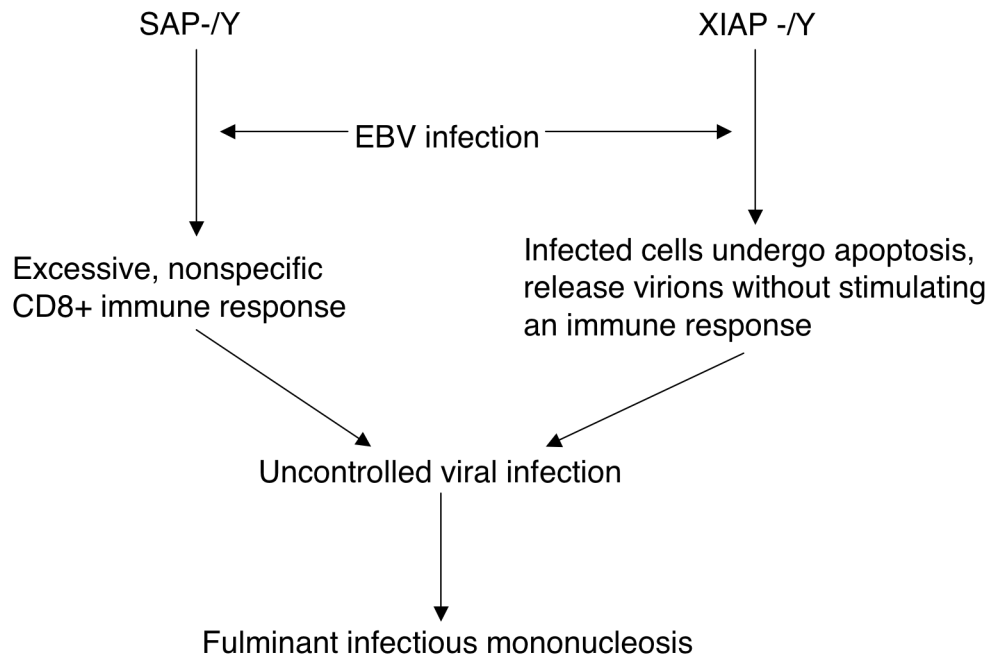 SAP-/Y
XIAP -/Y
EBV infection
Excessive, nonspecific
CD8+ immune response
Infected cells undergo apoptosis,
release virions without stimulating
an immune response
Uncontrolled viral infection
Fulminant infectious mononucleosis